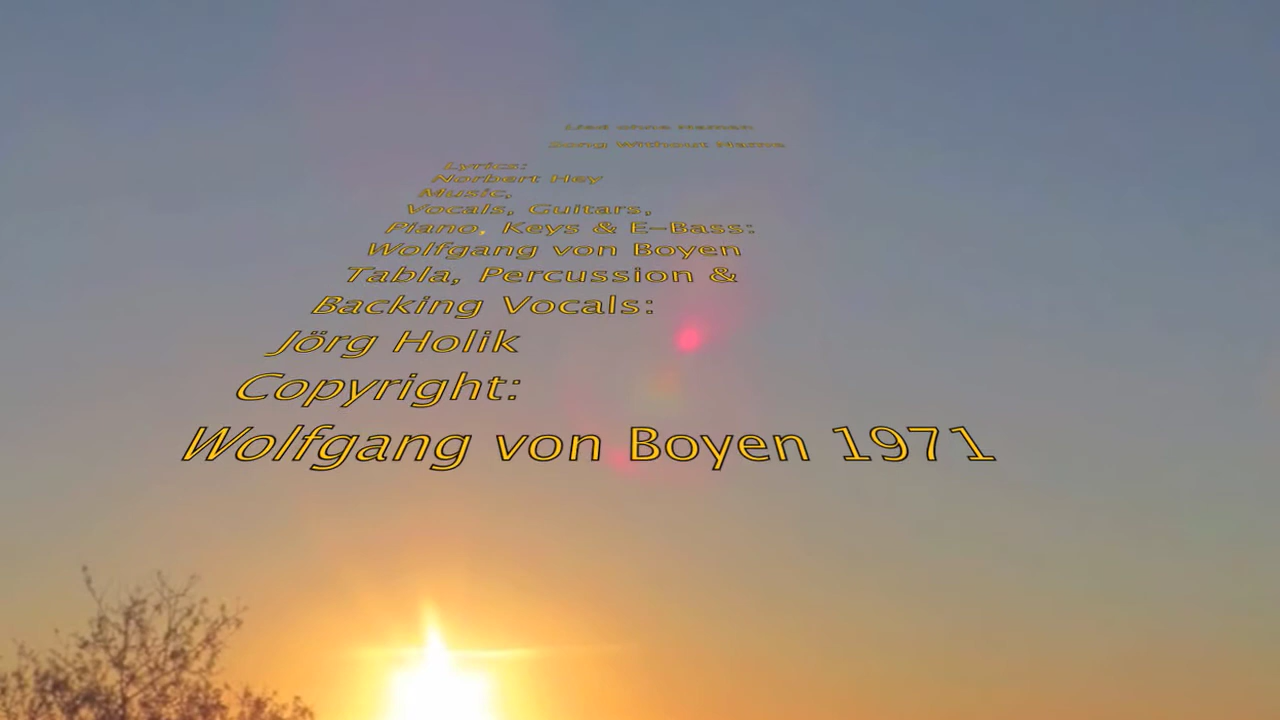 Lied ohne Namen
Song Without Name
Lyrics:
Norbert Hey
Music,
Vocals, Guitars,
Piano, Keys & E-Bass:
Wolfgang von Boyen
Tabla, Percussion &
Backing Vocals:
Jörg Holik
Copyright:
Wolfgang von Boyen 1971